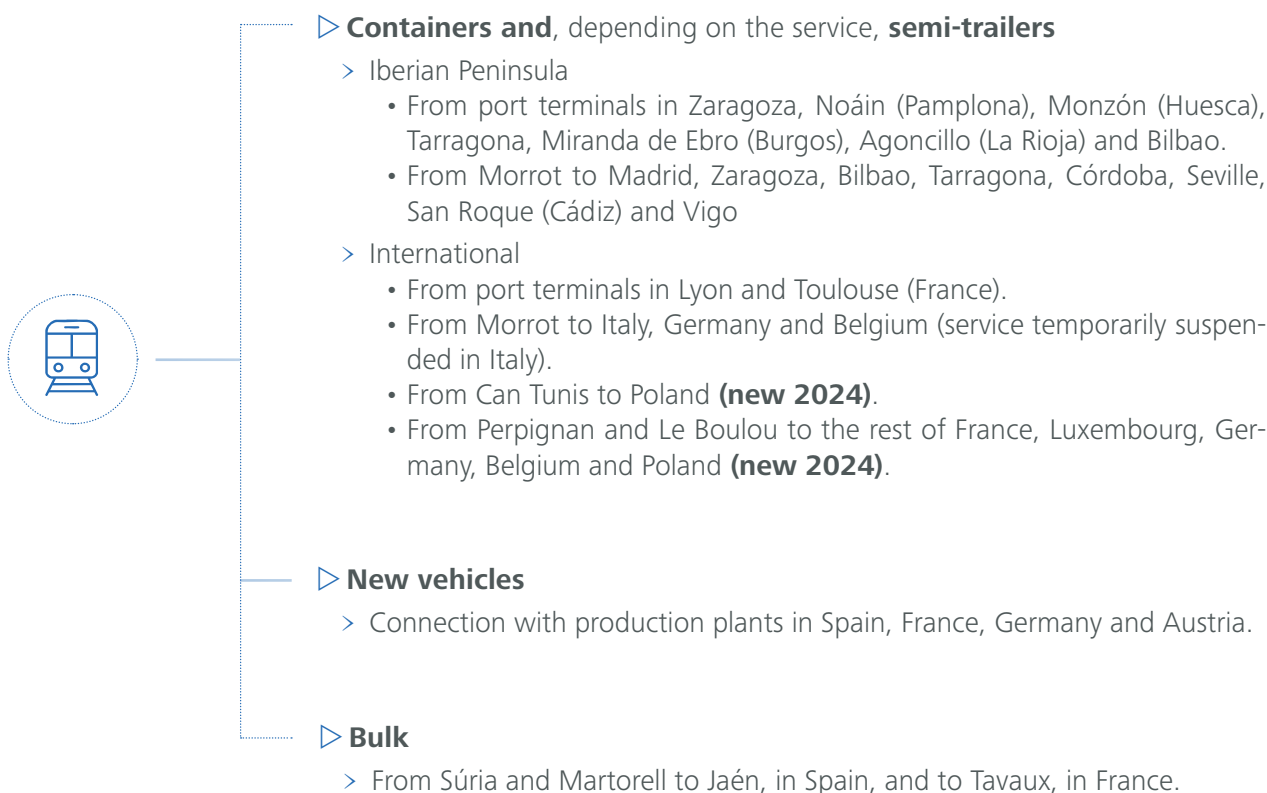 ▷ Containers and, depending on the service, semi-trailers
> Iberian Peninsula
• From port terminals in Zaragoza, Noáin (Pamplona), Monzón (Huesca),
Tarragona, Miranda de Ebro (Burgos), Agoncillo (La Rioja) and Bilbao.
• From Morrot to Madrid, Zaragoza, Bilbao, Tarragona, Córdoba, Seville,
San Roque (Cádiz) and Vigo
> International
• From port terminals in Lyon and Toulouse (France).
• From Morrot to Italy, Germany and Belgium (service temporarily suspen-
ded in Italy).
• From Can Tunis to Poland (new 2024).
• From Perpignan and Le Boulou to the rest of France, Luxembourg, Ger-
many, Belgium and Poland (new 2024).
▷ New vehicles
> Connection with production plants in Spain, France, Germany and Austria.
▷ Bulk
> From Súria and Martorell to Jaén, in Spain, and to Tavaux, in France.